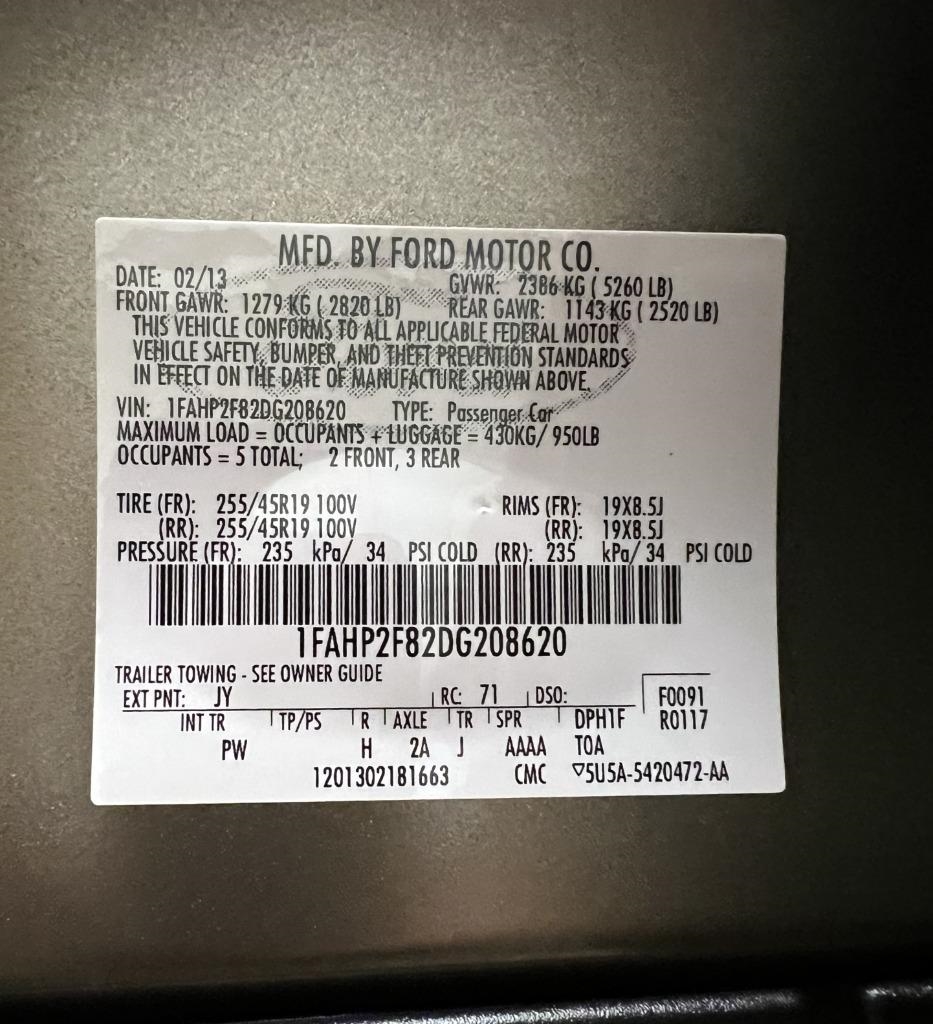 MFD. BY FORD MOTOR CO.
DATE: 02/13 GVWR: 2386 KG ( 5260 LB)
FRONT GAWR: 1279 KG ( 2820 LB) REAR GAWR: 1143 KG ( 2520 LB)
THIS VEHICLE CONFORMS TO ALL APPLICABLE FEDERAL MOTOR
VEHICLE SAFETY, BUMPER, AND THEFT PREVENTION STANDARDS
IN EFFECT ON THE DATE OF MANUFACTURE SHOWN ABOVE.
VIN: 1FAHP2F82DG208620 TYPE: Passenger Car
MAXIMUM LOAD = OCCUPANTS + LUGGAGE = 430KG/ 950LB
OCCUPANTS = 5 TOTAL; 2 FRONT, 3 REAR
TIRE (FR): 255/45R19 100V RIMS (FR): 19X8.5J
(RR): 255/45R19 100V (RR): 19X8.5J
PRESSURE (FR): 235 kPa/ 34 PSI COLD (RR): 235 kPa/ 34 PSI COLD
1FAHP2F82DG208620
TRAILER TOWING - SEE OWNER GUIDE
EXT PNT: JY RC: 71 DSO: F0091
INT TR TP/PS R AXLE TR SPR DPH1F R0117
PW H 2A J AAAA TOA
1201302181663 CMC ▽5U5A-5420472-AA